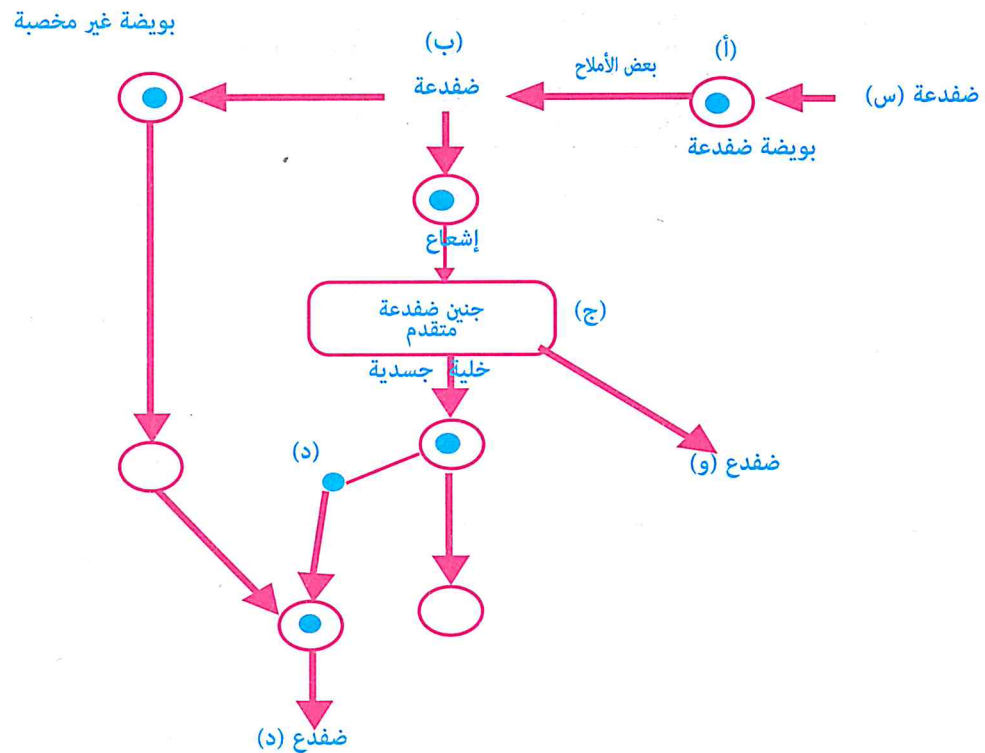 بويضة غير مخصبة
(ب)
ضفدعة
(أ)
بعض الأملاح
بويضة ضفدعة
ضفدعة (س)
إشعاع
جنين ضفدعة
متقدم
(ج)
خلية جسدية
(د)
ضفدع (و)
ضفدع (د)